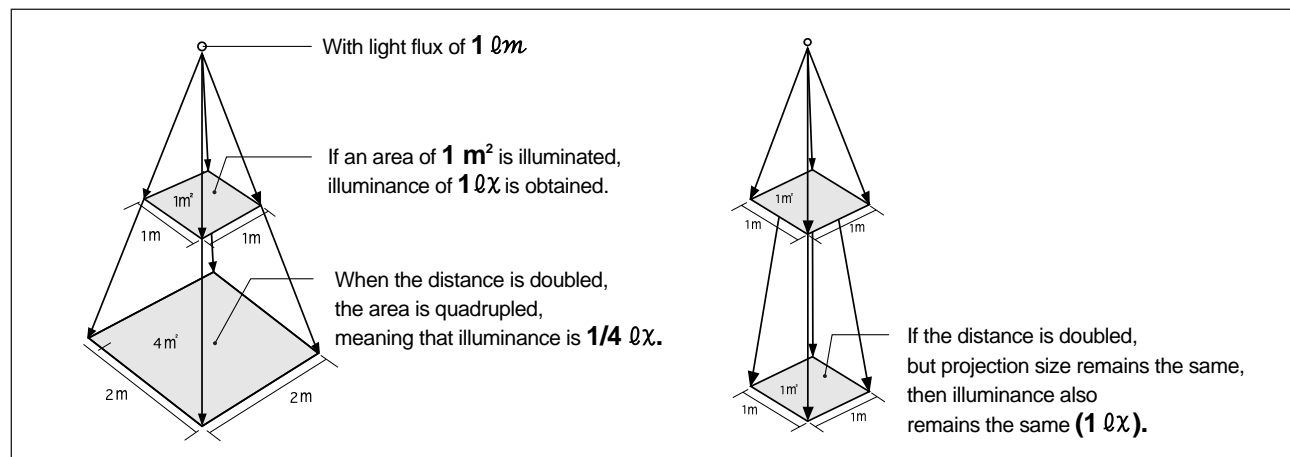 With light flux of 1 ℓm
If an area of 1 m² is illuminated,
illuminance of 1 ℓx is obtained.
1m²
1m
1m
When the distance is doubled,
the area is quadrupled,
meaning that illuminance is 1/4 ℓx.
4m²
2m
2m
1m²
1m
1m
If the distance is doubled,
but projection size remains the same,
then illuminance also
remains the same (1 ℓx).
1m²
1m
1m